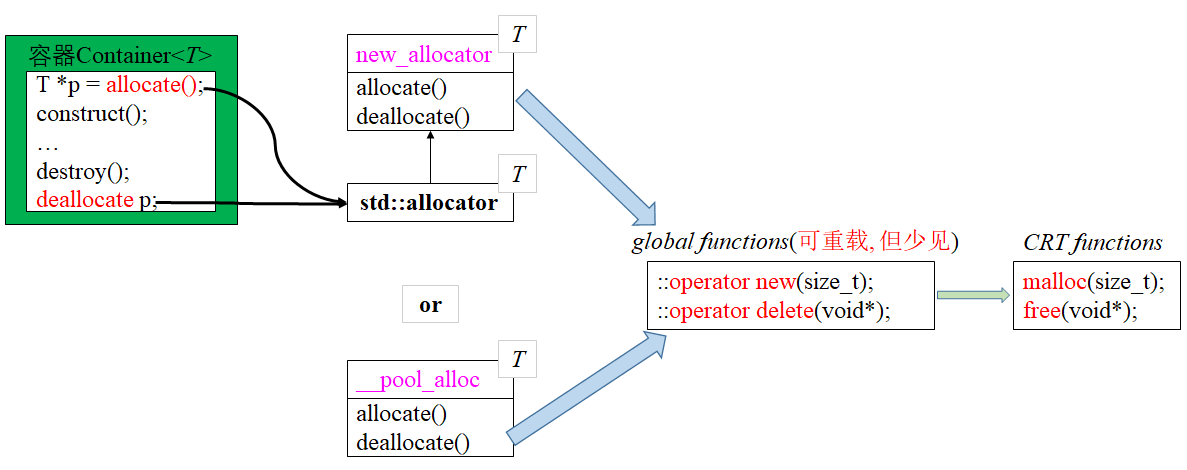 容器Container<T>
T *p = allocate();
construct();
…
destroy();
deallocate p;
T
new_allocator
allocate()
deallocate()
T
std::allocator
or
T
__pool_alloc
allocate()
deallocate()
global functions(可重载, 但少见)
::operator new(size_t);
::operator delete(void*);
CRT functions
malloc(size_t);
free(void*);